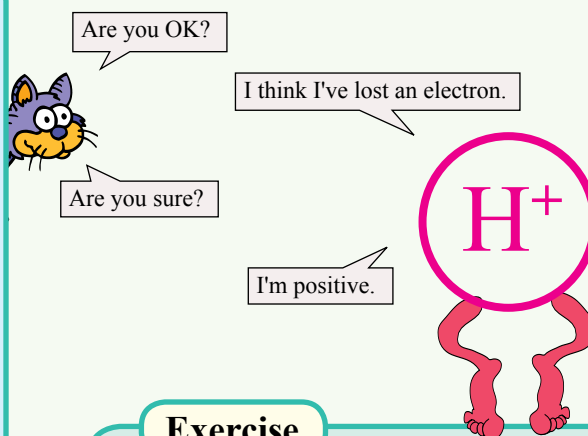 Are you OK?
I think I've lost an electron.
Are you sure?
H+
I'm positive.
Exercise